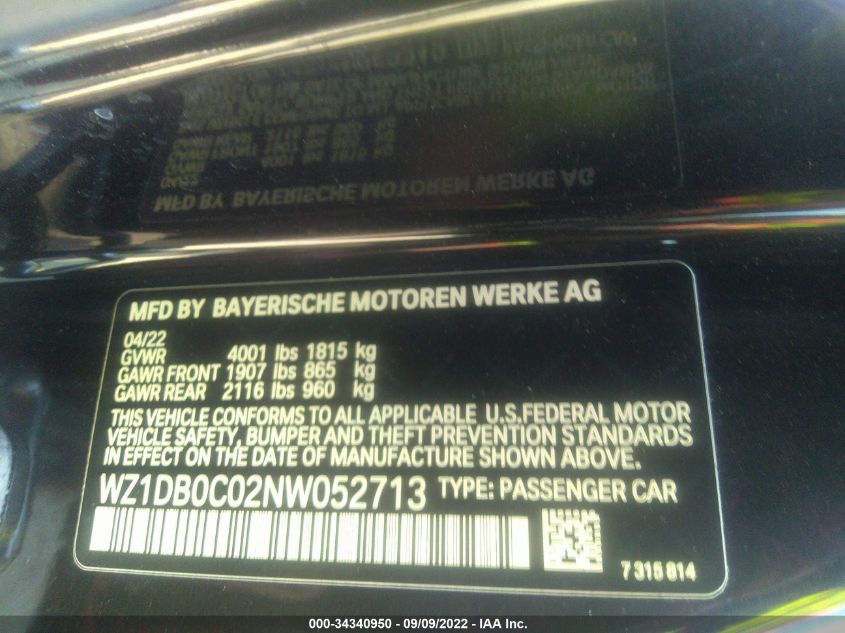 MFD BY BAYERISCHE MOTOREN WERKE AG
04/22
GVWR 4001 lbs 1815 kg
GAWR FRONT 1907 lbs 865 kg
GAWR REAR 2116 lbs 960 kg
THIS VEHICLE CONFORMS TO ALL APPLICABLE U.S.FEDERAL MOTOR
VEHICLE SAFETY, BUMPER AND THEFT PREVENTION STANDARDS
IN EFFECT ON THE DATE OF MANUFACTURE SHOWN ABOVE.
WZ1DB0C02NW052713 TYPE: PASSENGER CAR
7 315 814
000-34340950 - 09/09/2022 - IAA Inc.